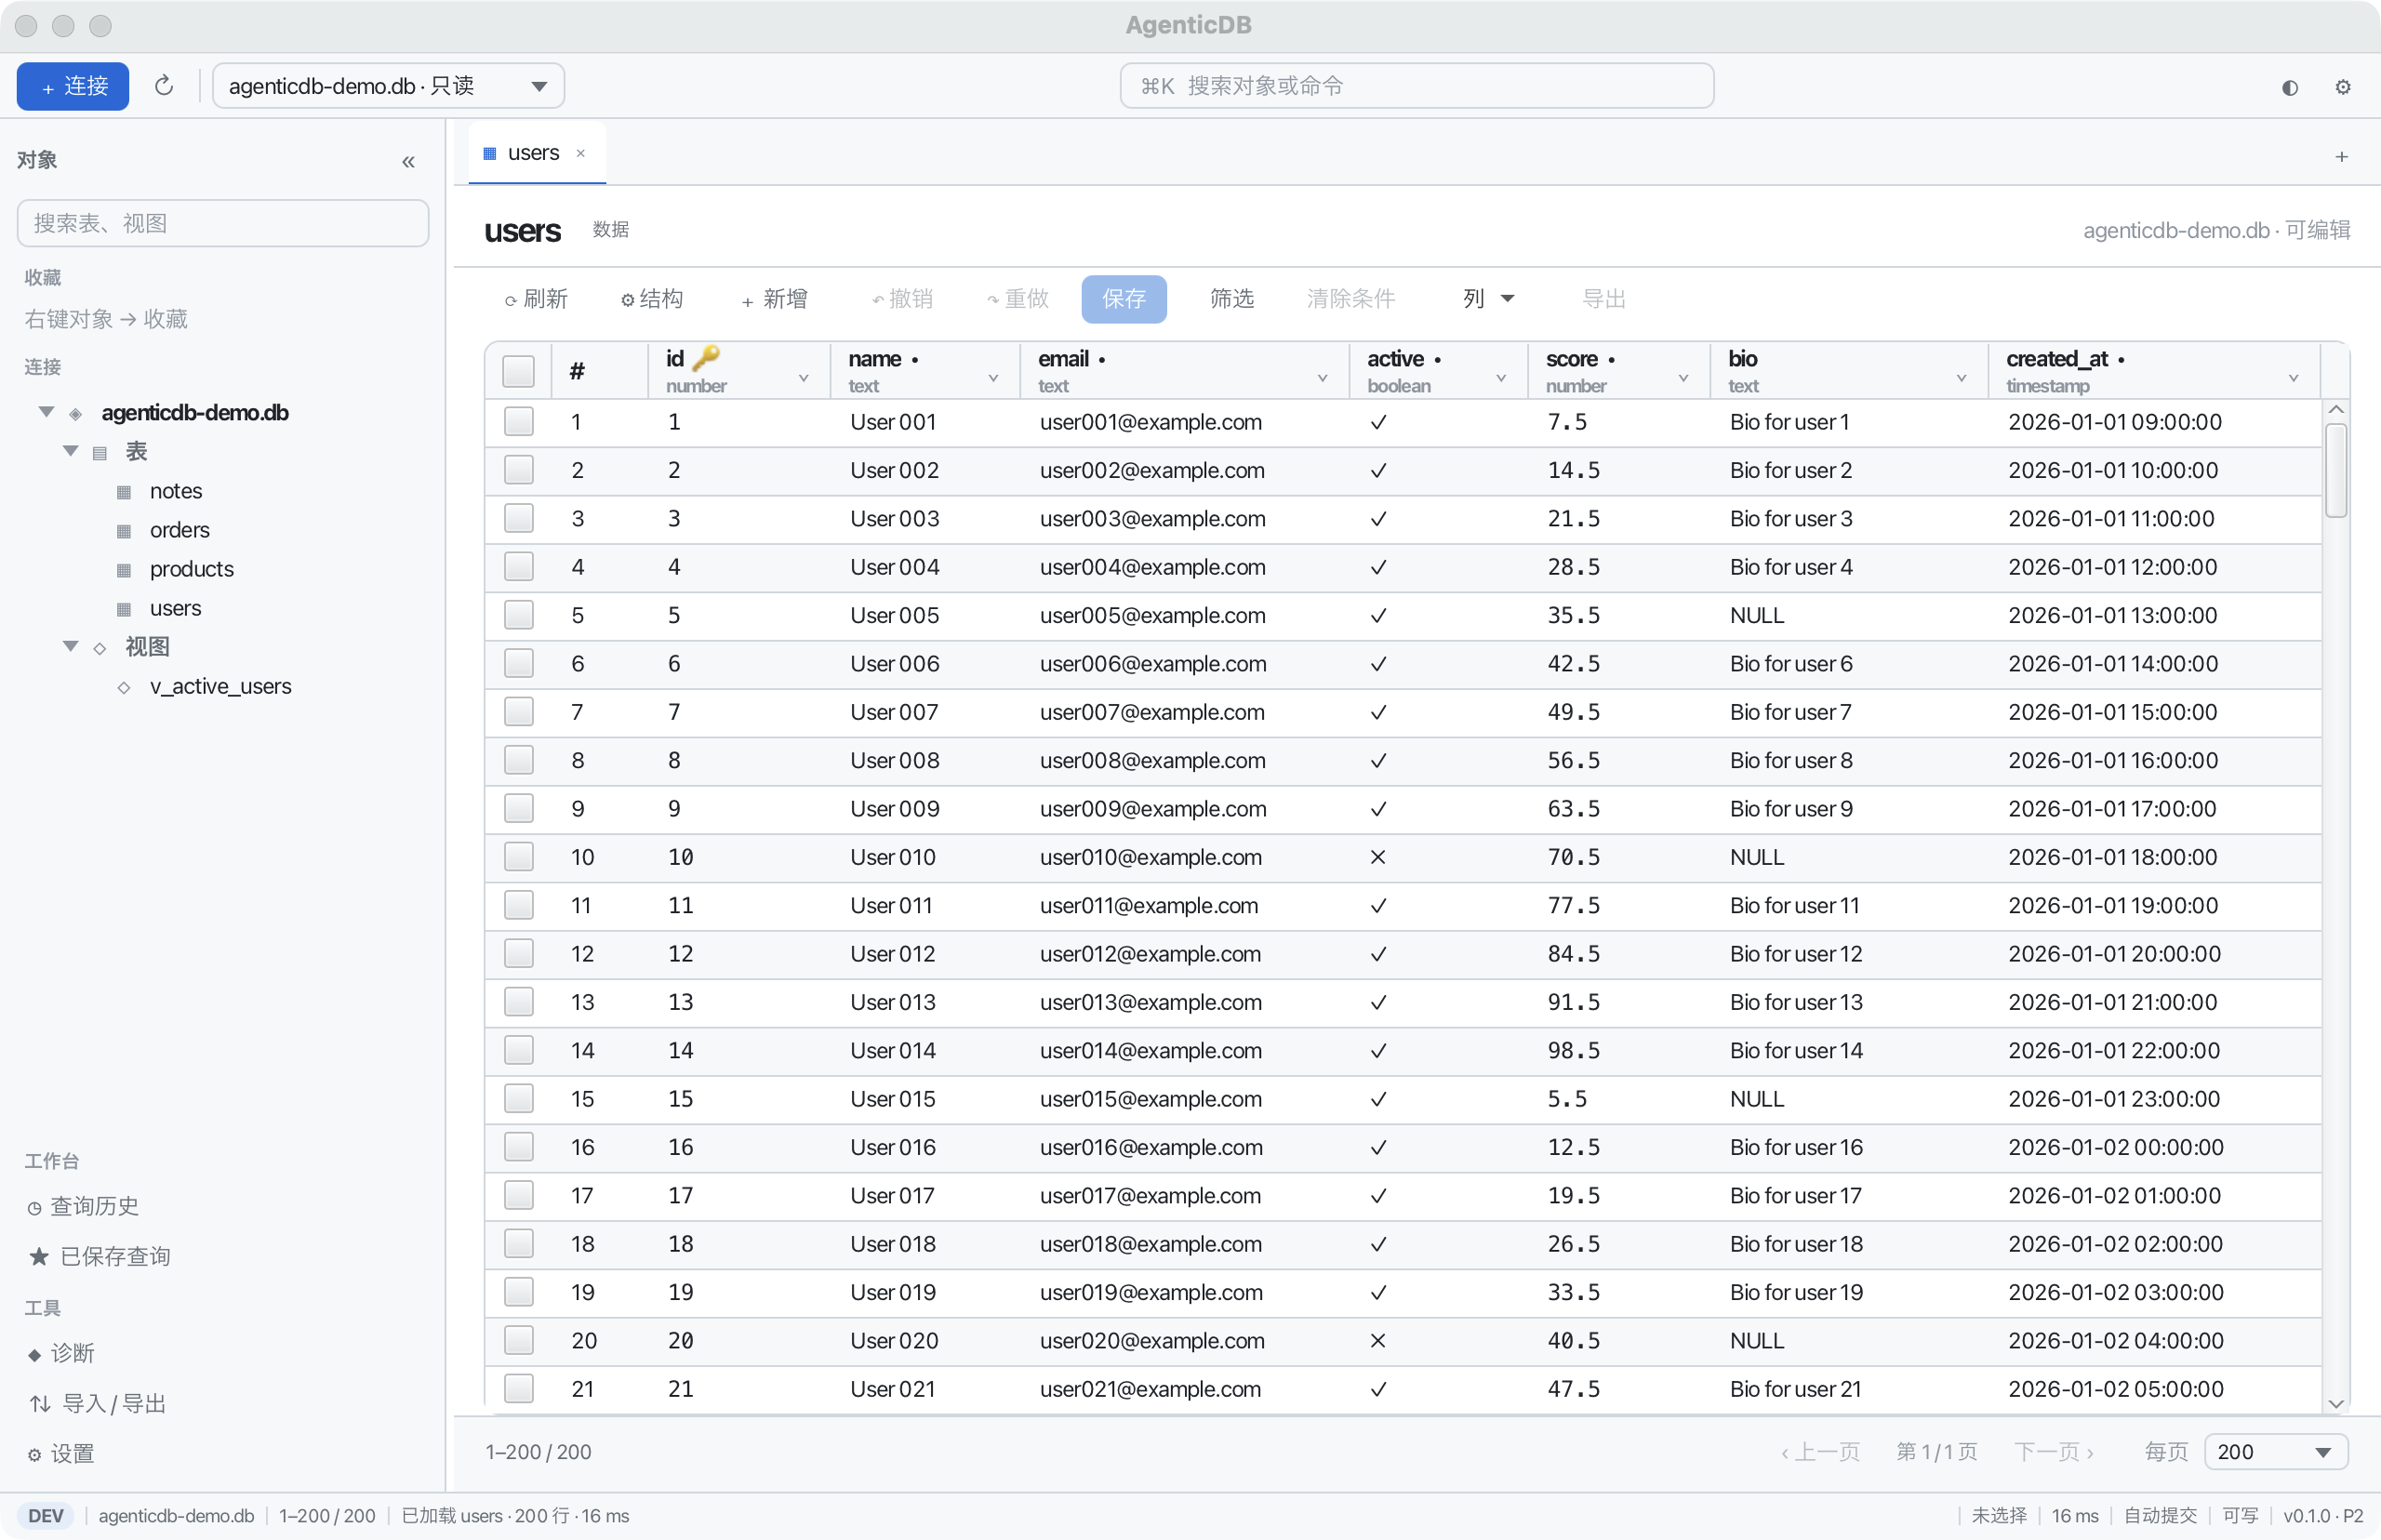 AgenticDB
+ 连接
agenticdb-demo.db · 只读
⌘K 搜索对象或命令
对象
«
搜索表、视图
收藏
右键对象 → 收藏
连接
agenticdb-demo.db
表
notes
orders
products
users
视图
v_active_users
工作台
查询历史
★ 已保存查询
工具
诊断
导入 / 导出
设置
users ×
+
users 数据
agenticdb-demo.db · 可编辑
刷新 结构 + 新增 撤销 重做 保存 筛选 清除条件 列 导出
# id 🔑 name • email • active • score • bio created_at •
number text text boolean number text timestamp
1 1 User 001 user001@example.com ✓ 7.5 Bio for user 1 2026-01-01 09:00:00
2 2 User 002 user002@example.com ✓ 14.5 Bio for user 2 2026-01-01 10:00:00
3 3 User 003 user003@example.com ✓ 21.5 Bio for user 3 2026-01-01 11:00:00
4 4 User 004 user004@example.com ✓ 28.5 Bio for user 4 2026-01-01 12:00:00
5 5 User 005 user005@example.com ✓ 35.5 NULL 2026-01-01 13:00:00
6 6 User 006 user006@example.com ✓ 42.5 Bio for user 6 2026-01-01 14:00:00
7 7 User 007 user007@example.com ✓ 49.5 Bio for user 7 2026-01-01 15:00:00
8 8 User 008 user008@example.com ✓ 56.5 Bio for user 8 2026-01-01 16:00:00
9 9 User 009 user009@example.com ✓ 63.5 Bio for user 9 2026-01-01 17:00:00
10 10 User 010 user010@example.com × 70.5 NULL 2026-01-01 18:00:00
11 11 User 011 user011@example.com ✓ 77.5 Bio for user 11 2026-01-01 19:00:00
12 12 User 012 user012@example.com ✓ 84.5 Bio for user 12 2026-01-01 20:00:00
13 13 User 013 user013@example.com ✓ 91.5 Bio for user 13 2026-01-01 21:00:00
14 14 User 014 user014@example.com ✓ 98.5 Bio for user 14 2026-01-01 22:00:00
15 15 User 015 user015@example.com ✓ 5.5 NULL 2026-01-01 23:00:00
16 16 User 016 user016@example.com ✓ 12.5 Bio for user 16 2026-01-02 00:00:00
17 17 User 017 user017@example.com ✓ 19.5 Bio for user 17 2026-01-02 01:00:00
18 18 User 018 user018@example.com ✓ 26.5 Bio for user 18 2026-01-02 02:00:00
19 19 User 019 user019@example.com ✓ 33.5 Bio for user 19 2026-01-02 03:00:00
20 20 User 020 user020@example.com × 40.5 NULL 2026-01-02 04:00:00
21 21 User 021 user021@example.com ✓ 47.5 Bio for user 21 2026-01-02 05:00:00
1–200 / 200
‹ 上一页 第 1 / 1 页 下一页 › 每页 200
DEV agenticdb-demo.db 1–200 / 200 已加载 users · 200 行 · 16 ms
未选择 16 ms 自动提交 可写 v0.1.0 · P2